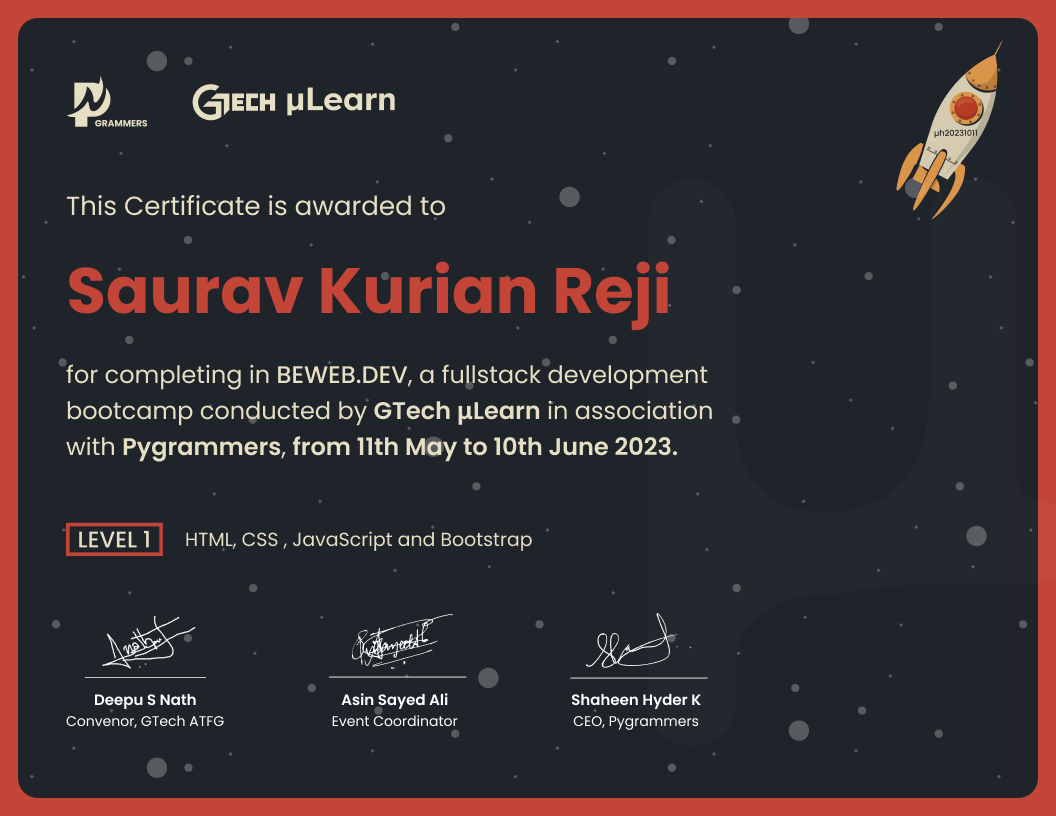 GRAMMERS
GTECH µLearn
µh20231011
This Certificate is awarded to
Saurav Kurian Reji
for completing in BEWEB.DEV, a fullstack development
bootcamp conducted by GTech µLearn in association
with Pygrammers, from 11th May to 10th June 2023.
LEVEL 1 HTML, CSS , JavaScript and Bootstrap
Deepu S Nath Asin Sayed Ali Shaheen Hyder K
Convenor, GTech ATFG Event Coordinator CEO, Pygrammers